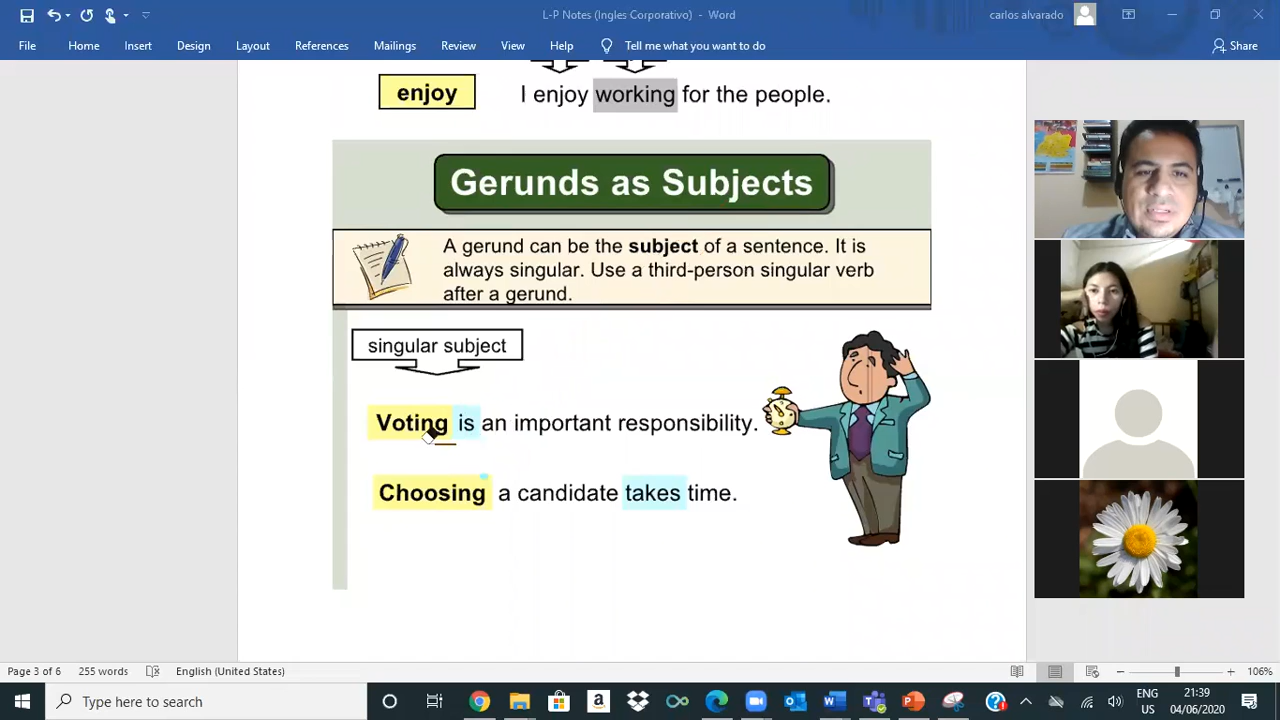 L-P Notes (Ingles Corporativo) - Word
carlos alvarado
File Home Insert Design Layout References Mailings Review View Help Tell me what you want to do Share
enjoy I enjoy working for the people.
Gerunds as Subjects
A gerund can be the subject of a sentence. It is
always singular. Use a third-person singular verb
after a gerund.
singular subject
Voting is an important responsibility.
Choosing a candidate takes time.
Page 3 of 6 255 words English (United States) 106%
Type here to search
ENG 21:39
US 04/06/2020